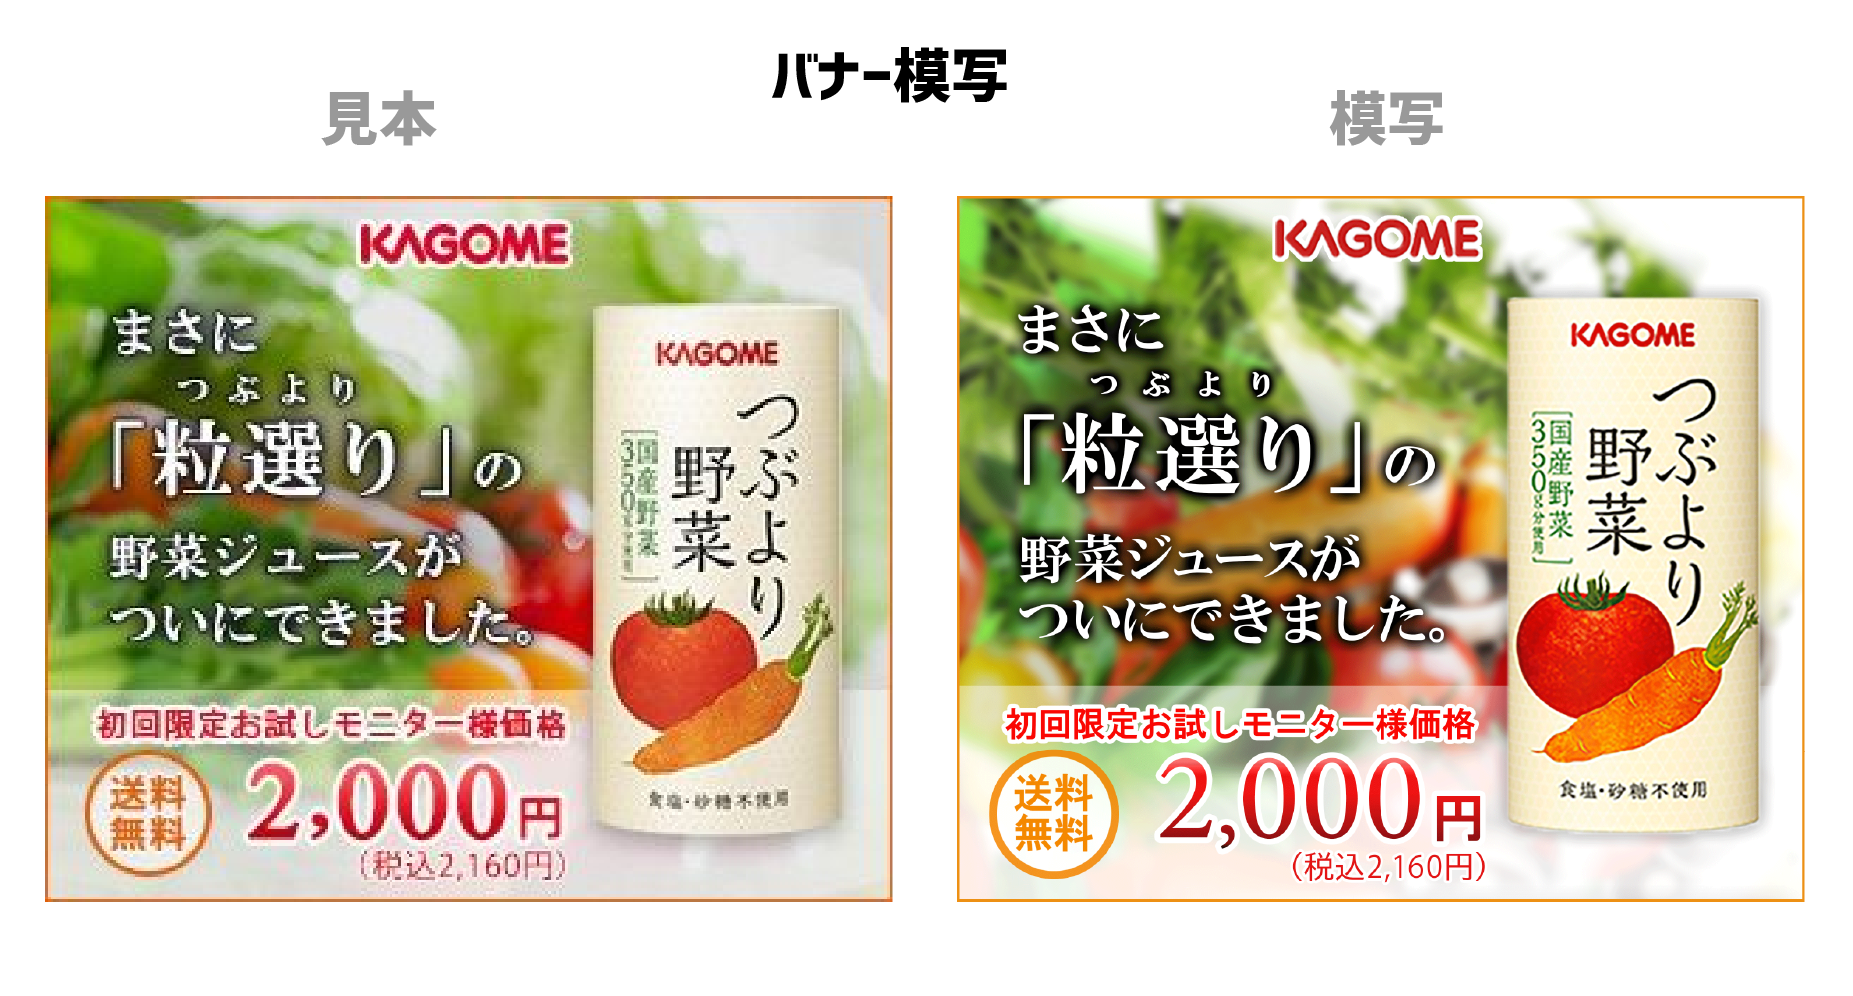 バナー模写
見本
KAGOME
まさに
つぶより
「粒選り」の
野菜ジュースが
ついにできました。
KAGOME
つぶより
野菜
国産野菜
350g分使用
食塩・砂糖不使用
初回限定お試しモニター様価格
送料
無料
2,000円
（税込2,160円）
模写
KAGOME
まさに
つぶより
「粒選り」の
野菜ジュースが
ついにできました。
KAGOME
つぶより
野菜
国産野菜
350g分使用
食塩・砂糖不使用
初回限定お試しモニター様価格
送料
無料
2,000円
（税込2,160円）